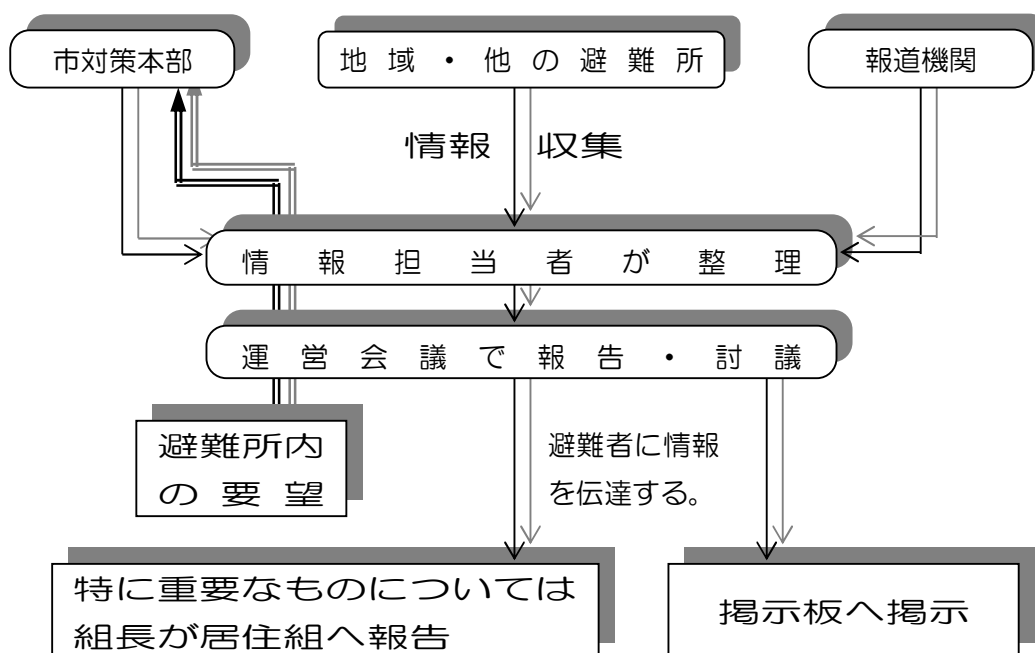 市対策本部
地域・他の避難所
報道機関
情報 収集
情報担当者が整理
運営会議で報告・討議
避難所内
の要望
避難者に情報
を伝達する。
特に重要なものについては
組長が居住組へ報告
掲示板へ掲示